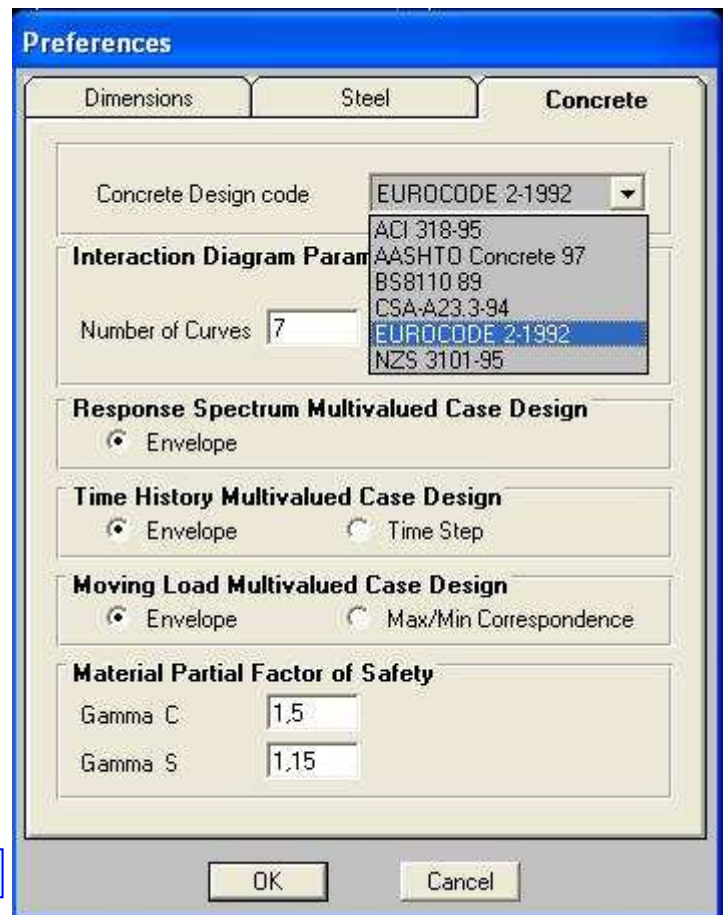 Preferences
Dimensions Steel Concrete
Concrete Design code EUROCODE 2-1992
ACI 318-95
Interaction Diagram Param AASHTO Concrete 97
BS8110 89
CSA-A23.3-94
Number of Curves 7 EUROCODE 2-1992
NZS 3101-95
Response Spectrum Multivalued Case Design
Envelope
Time History Multivalued Case Design
Envelope Time Step
Moving Load Multivalued Case Design
Envelope Max/Min Correspondence
Material Partial Factor of Safety
Gamma C 1,5
Gamma S 1,15
OK Cancel